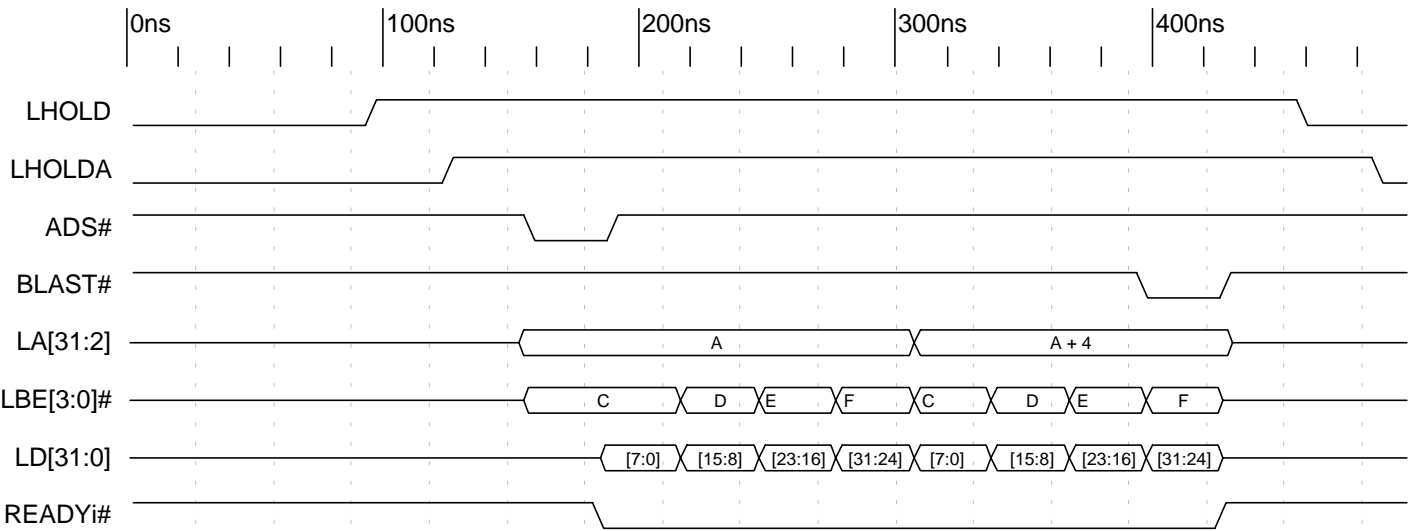 0ns 100ns 200ns 300ns 400ns
LHOLD
LHOLDA
ADS#
BLAST#
LA[31:2] A A + 4
LBE[3:0]# C D E F C D E F
LD[31:0] [7:0] [15:8] [23:16] [31:24] [7:0] [15:8] [23:16] [31:24]
READYi#